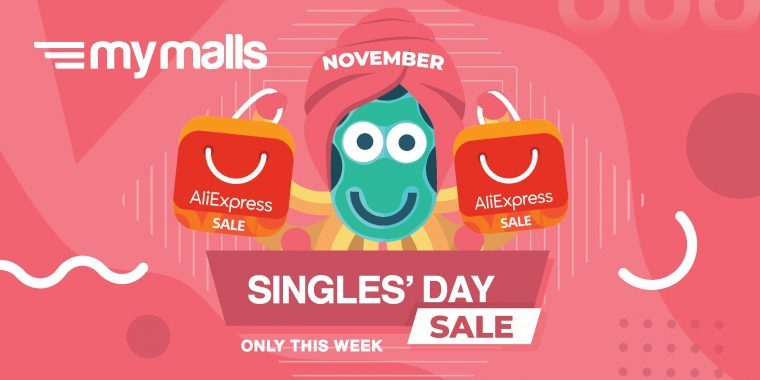 mymalls
NOVEMBER
AliExpress
SALE
AliExpress
SALE
SINGLES’ DAY
SALE
ONLY THIS WEEK